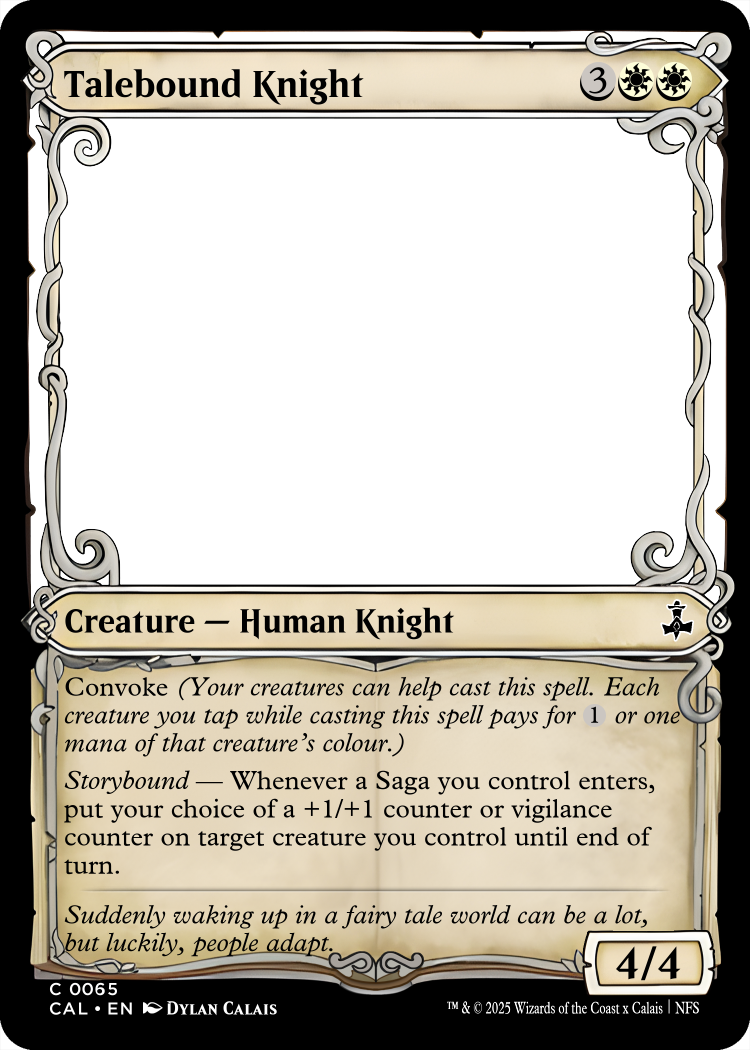 Talebound Knight 3
Creature — Human Knight
Convoke (Your creatures can help cast this spell. Each
creature you tap while casting this spell pays for 1 or one
mana of that creature's colour.)
Storybound — Whenever a Saga you control enters,
put your choice of a +1/+1 counter or vigilance
counter on target creature you control until end of
turn.
Suddenly waking up in a fairy tale world can be a lot,
but luckily, people adapt.
4/4
C 0065
CAL • EN Dylan Calais
™ & © 2025 Wizards of the Coast x Calais | NFS